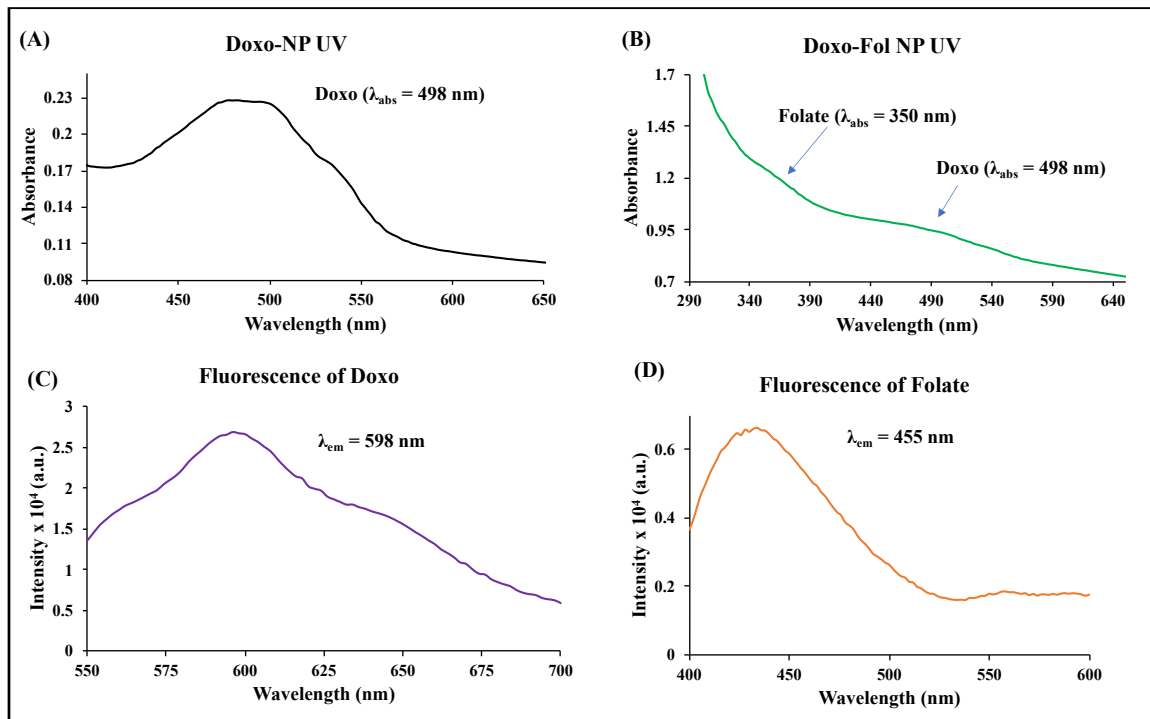 (A)
Doxo-NP UV
Doxo (λabs = 498 nm)
Absorbance
0.23
0.2
0.17
0.14
0.11
0.08
400 450 500 550 600 650
Wavelength (nm)
(B)
Doxo-Fol NP UV
Folate (λabs = 350 nm)
Doxo (λabs = 498 nm)
Absorbance
1.7
1.45
1.2
0.95
0.7
290 340 390 440 490 540 590 640
Wavelength (nm)
(C)
Fluorescence of Doxo
λem = 598 nm
Intensity x 10⁴ (a.u.)
3
2.5
2
1.5
1
0.5
0
550 575 600 625 650 675 700
Wavelength (nm)
(D)
Fluorescence of Folate
λem = 455 nm
Intensity x 10⁴ (a.u.)
0.6
0.4
0.2
0
400 450 500 550 600
Wavelength (nm)